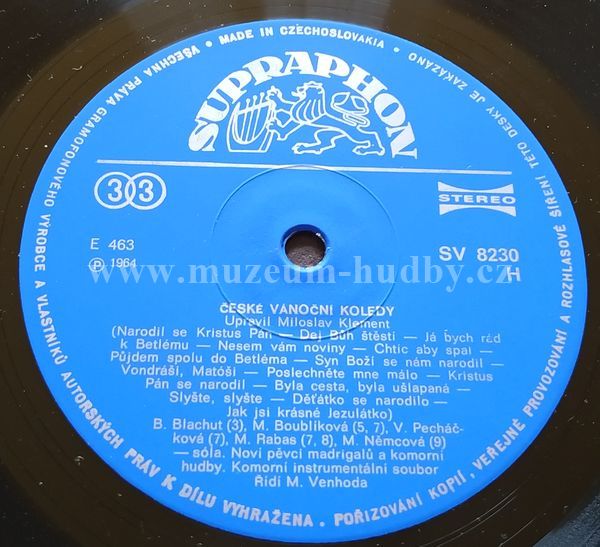 VŠECHNA PRÁVA GRAMOFONOVÉHO VÝROBCE A VLASTNÍKŮ AUTORSKÝCH PRÁV K DÍLU VYHRAŽENA. POŘIZOVÁNÍ KOPIÍ, VEŘEJNÉ PROVOZOVÁNÍ A ROZHLASOVÉ ŠÍŘENÍ TÉTO DESKY JE ZAKÁZÁNO • MADE IN CZECHOSLOVAKIA •
SUPRAPHON
33
STEREO
E 463
SV 8230
Ⓟ 1964
H
www.muzeum-hudby.cz
ČESKÉ VÁNOČNÍ KOLEDY
Upravil Miloslav Klement
(Narodil se Kristus Pán — Dej Bůh štěstí — Já bych rád
k Betlému — Nesem vám noviny — Chtíc aby spal —
Půjdem spolu do Betléma — Syn Boží se nám narodil —
Vondráši, Matóši — Poslechněte mne málo — Kristus
Pán se narodil — Byla cesta, byla ušlapaná —
Slyšte, slyšte — Děťátko se narodilo —
Jak jsi krásné Jezulátko)
B. Blachut (3), M. Boublíková (5, 7), V. Pecháč-
ková (7), M. Rabas (7, 8), M. Němcová (9)
— sóla. Noví pěvci madrigalů a komorní
hudby. Komorní instrumentální soubor
Řídí M. Venhoda